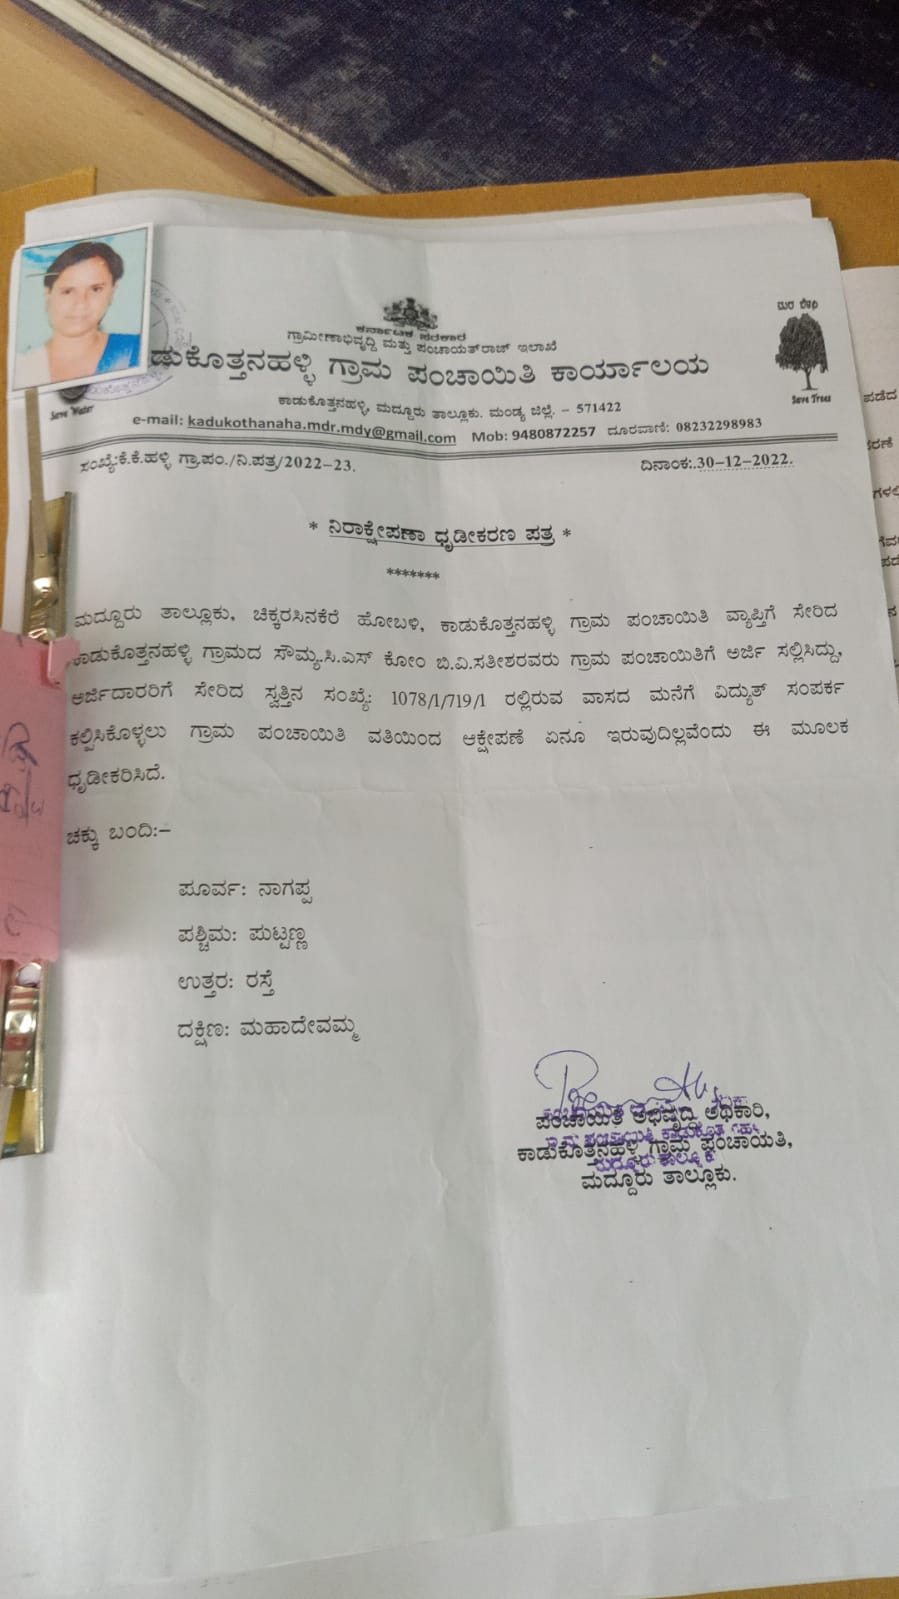 ಮರ ಬೆಳಸಿ
ಕರ್ನಾಟಕ ಸರಕಾರ
ಗ್ರಾಮೀಣಾಭಿವೃದ್ಧಿ ಮತ್ತು ಪಂಚಾಯತ್‌ರಾಜ್ ಇಲಾಖೆ
ಡುಕೊತ್ತನಹಳ್ಳಿ ಗ್ರಾಮ ಪಂಚಾಯಿತಿ ಕಾರ್ಯಾಲಯ
Save Water
Save Trees
ಕಾಡುಕೊತ್ತನಹಳ್ಳಿ, ಮದ್ದೂರು ತಾಲ್ಲೂಕು. ಮಂಡ್ಯ ಜಿಲ್ಲೆ. – 571422
e-mail: kadukothanaha.mdr.mdy@gmail.com Mob: 9480872257 ದೂರವಾಣಿ: 08232298983
ಸಂಖ್ಯೆ:ಕೆ.ಕೆ.ಹಳ್ಳಿ ಗ್ರಾ.ಪಂ./ನಿ.ಪತ್ರ/2022-23. ದಿನಾಂಕ:.30-12-2022.
* ನಿರಾಕ್ಷೇಪಣಾ ಧೃಡೀಕರಣ ಪತ್ರ *
*******
ಮದ್ದೂರು ತಾಲ್ಲೂಕು, ಚಿಕ್ಕರಸಿನಕೆರೆ ಹೋಬಳಿ, ಕಾಡುಕೊತ್ತನಹಳ್ಳಿ ಗ್ರಾಮ ಪಂಚಾಯಿತಿ ವ್ಯಾಪ್ತಿಗೆ ಸೇರಿದ
ಕಾಡುಕೊತ್ತನಹಳ್ಳಿ ಗ್ರಾಮದ ಸೌಮ್ಯ.ಸಿ.ಎಸ್ ಕೋಂ ಬಿ.ವಿ.ಸತೀಶರವರು ಗ್ರಾಮ ಪಂಚಾಯಿತಿಗೆ ಅರ್ಜಿ ಸಲ್ಲಿಸಿದ್ದು,
ಅರ್ಜಿದಾರರಿಗೆ ಸೇರಿದ ಸ್ವತ್ತಿನ ಸಂಖ್ಯೆ: 1078/1/719/1 ರಲ್ಲಿರುವ ವಾಸದ ಮನೆಗೆ ವಿದ್ಯುತ್ ಸಂಪರ್ಕ
ಕಲ್ಪಿಸಿಕೊಳ್ಳಲು ಗ್ರಾಮ ಪಂಚಾಯಿತಿ ವತಿಯಿಂದ ಆಕ್ಷೇಪಣೆ ಏನೂ ಇರುವುದಿಲ್ಲವೆಂದು ಈ ಮೂಲಕ
ಧೃಡೀಕರಿಸಿದೆ.
ಚಕ್ಕು ಬಂದಿ:-
ಪೂರ್ವ: ನಾಗಪ್ಪ
ಪಶ್ಚಿಮ: ಪುಟ್ಟಣ್ಣ
ಉತ್ತರ: ರಸ್ತೆ
ದಕ್ಷಿಣ: ಮಹಾದೇವಮ್ಮ
ಪಂಚಾಯಿತಿ ಅಭಿವೃದ್ಧಿ ಅಧಿಕಾರಿ,
ಕಾಡುಕೊತ್ತನಹಳ್ಳಿ ಗ್ರಾಮ ಪಂಚಾಯತಿ,
ಮದ್ದೂರು ತಾಲ್ಲೂಕು.